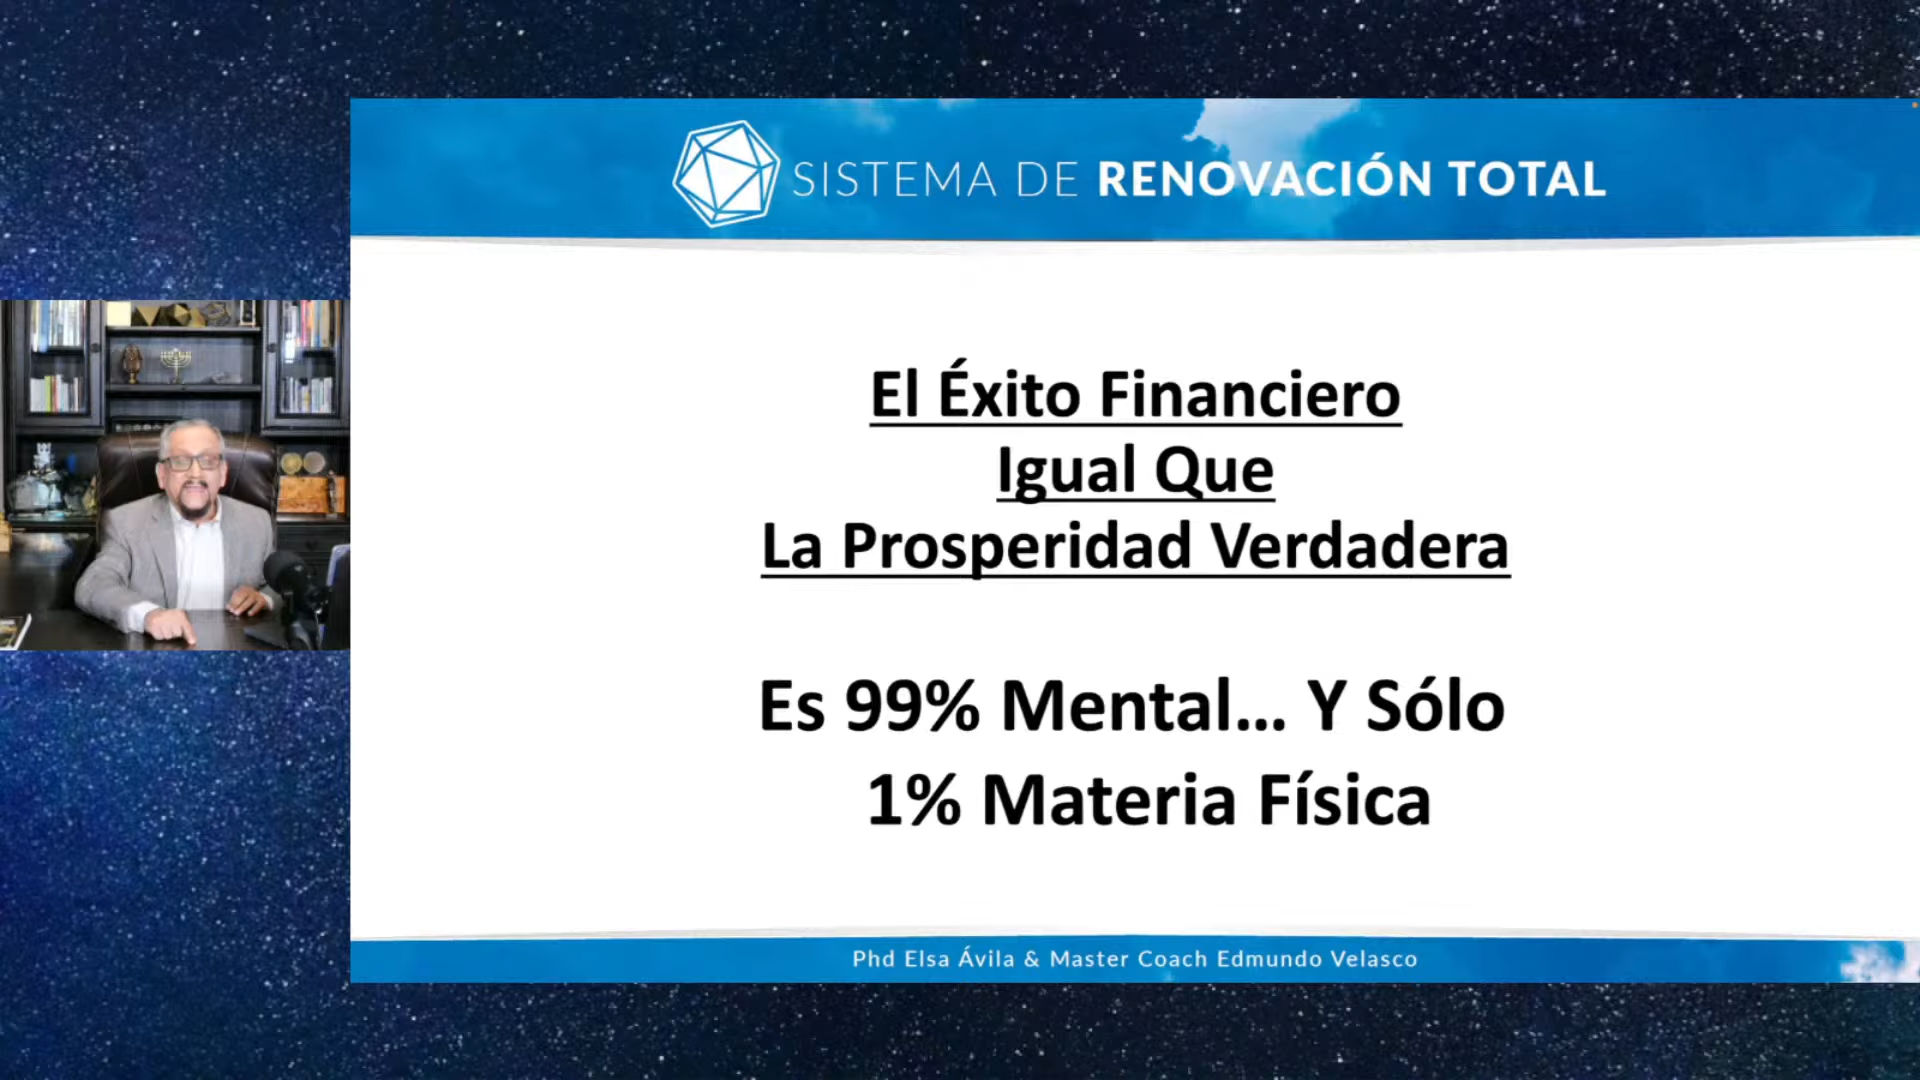 SISTEMA DE RENOVACIÓN TOTAL
El Éxito Financiero
Igual Que
La Prosperidad Verdadera
Es 99% Mental... Y Sólo
1% Materia Física
Phd Elsa Ávila & Master Coach Edmundo Velasco